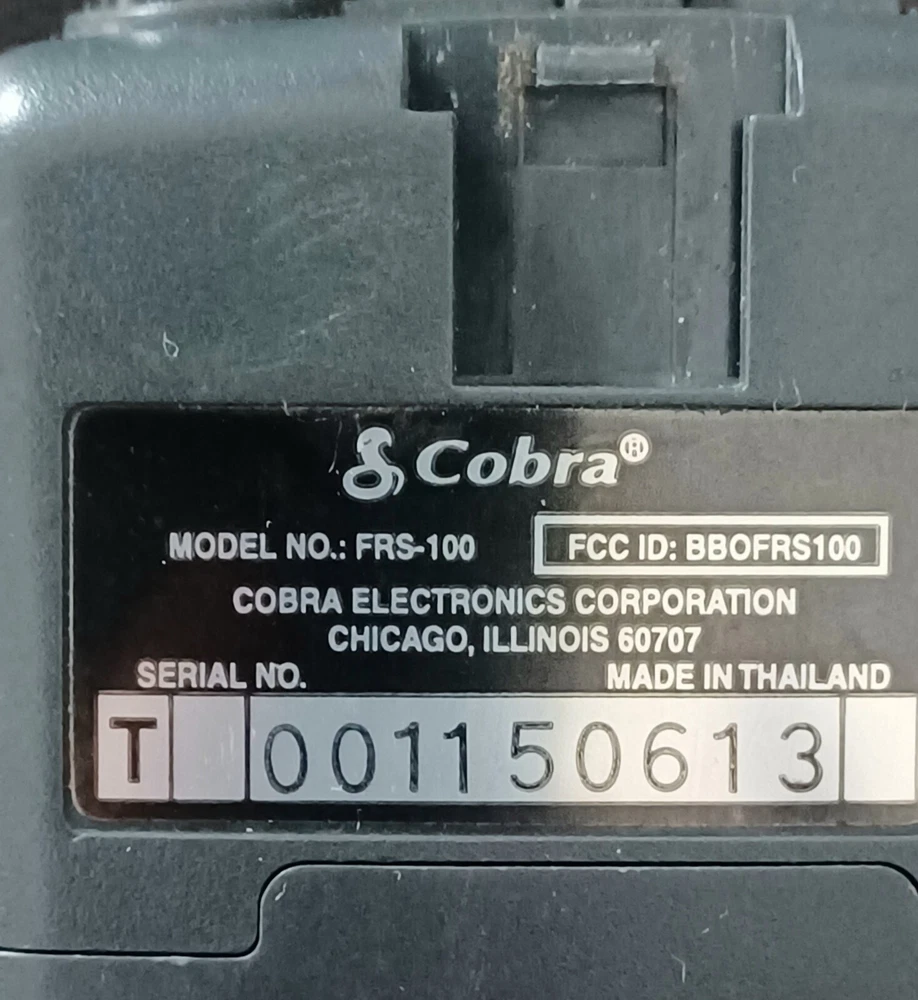 Cobra®
MODEL NO.: FRS-100 FCC ID: BBOFRS100
COBRA ELECTRONICS CORPORATION
CHICAGO, ILLINOIS 60707
SERIAL NO. MADE IN THAILAND
T 001150613